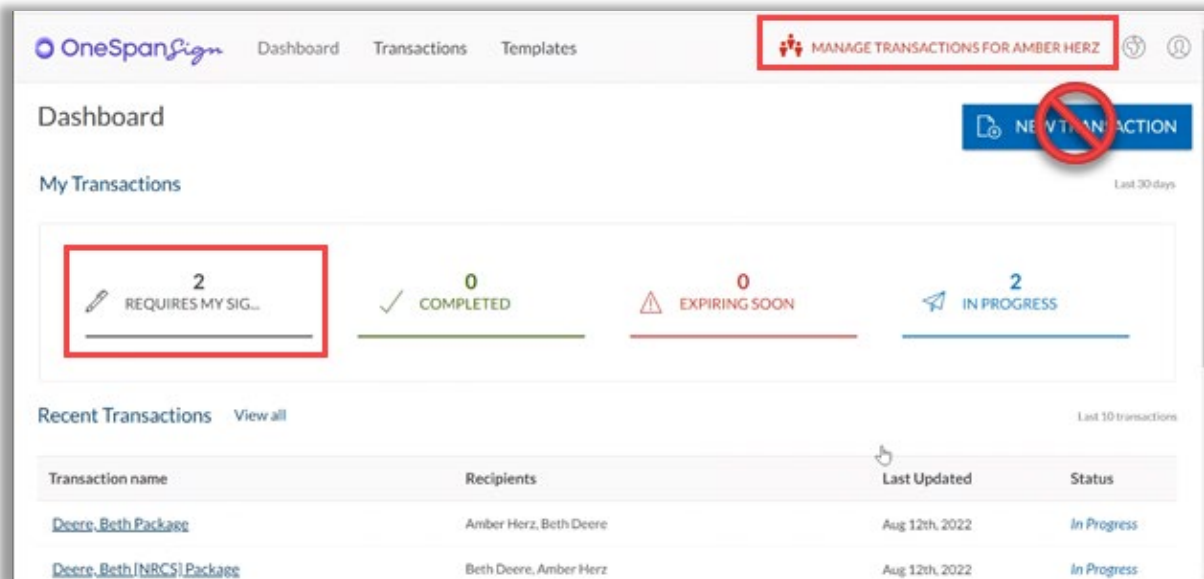 OneSpanSign Dashboard Transactions Templates MANAGE TRANSACTIONS FOR AMBER HERZ
Dashboard
NEW TRANSACTION
My Transactions Last 30 days
2 0 0 2
REQUIRES MY SIG... COMPLETED EXPIRING SOON IN PROGRESS
Recent Transactions View all Last 10 transactions
Transaction name Recipients Last Updated Status
Deere, Beth Package Amber Herz, Beth Deere Aug 12th, 2022 In Progress
Deere, Beth [NRCS] Package Beth Deere, Amber Herz Aug 12th, 2022 In Progress